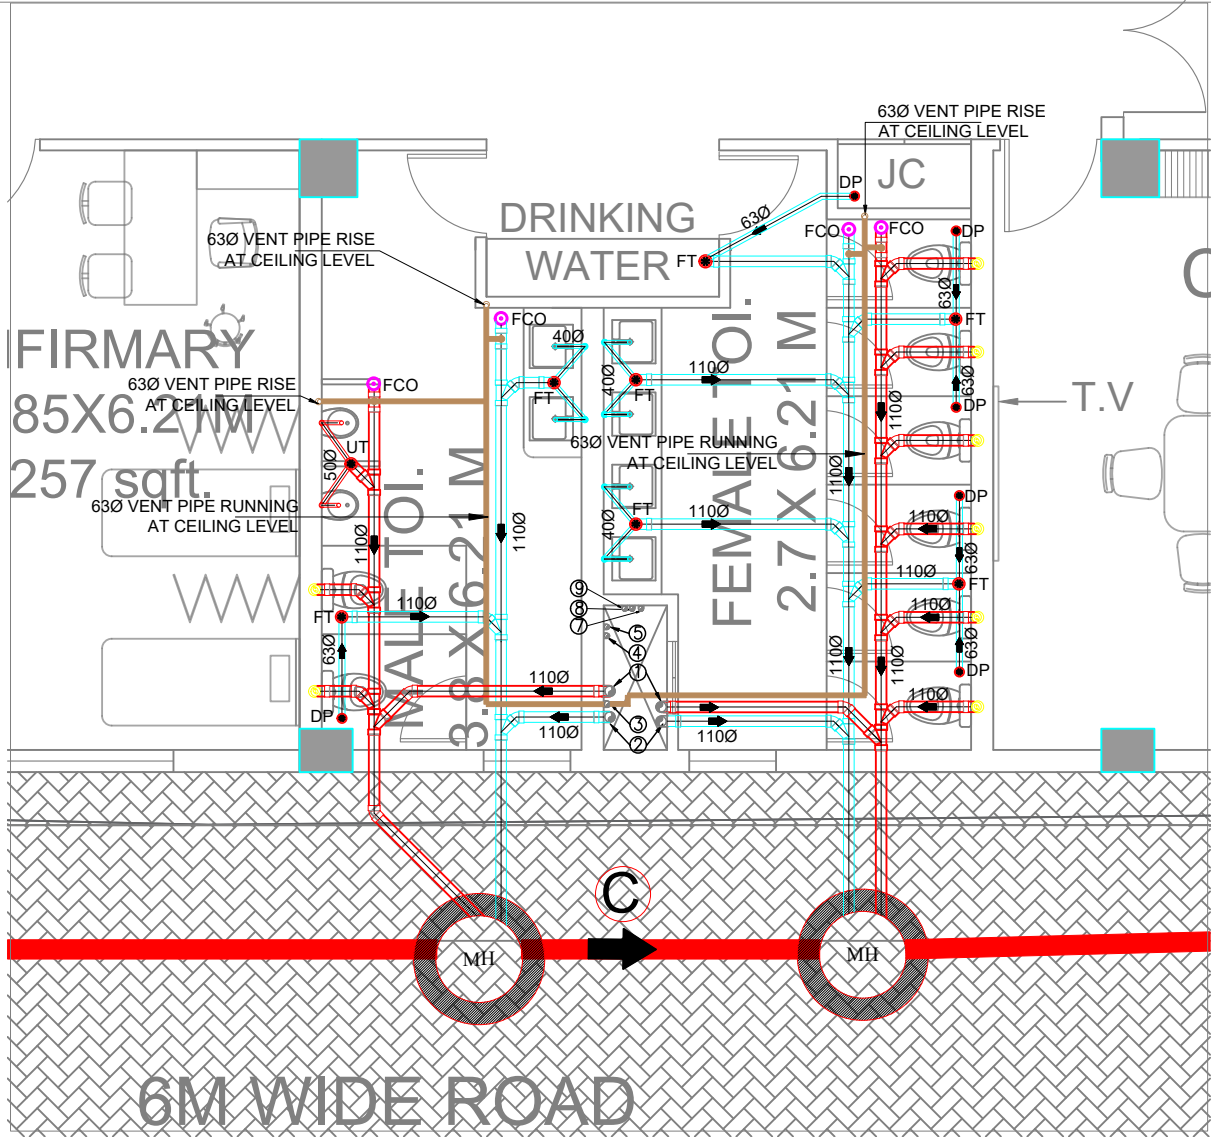 63Ø VENT PIPE RISE
AT CEILING LEVEL
JC
DP
63Ø
DRINKING
WATER
FT
FCO
FCO
DP
63Ø VENT PIPE RISE
AT CEILING LEVEL
63Ø
FT
63Ø
DP
FCO
40Ø
FT
40Ø
FT
110Ø
FIRMARY
85X6.21M
257 sqft.
63Ø VENT PIPE RISE
AT CEILING LEVEL
FCO
UT
50Ø
T.V
110Ø
63Ø VENT PIPE RUNNING
AT CEILING LEVEL
110Ø
63Ø VENT PIPE RUNNING
AT CEILING LEVEL
110Ø
110Ø
MALE TOI.
3.8 X 6.21 M
FEMALE TOI.
2.7 X 6.21 M
40Ø
FT
110Ø
DP
110Ø
63Ø
110Ø
FT
110Ø
63Ø
DP
FT
110Ø
63Ø
DP
9
8
7
5
4
1
3
2
110Ø
110Ø
110Ø
110Ø
110Ø
110Ø
C
MH
MH
6M WIDE ROAD